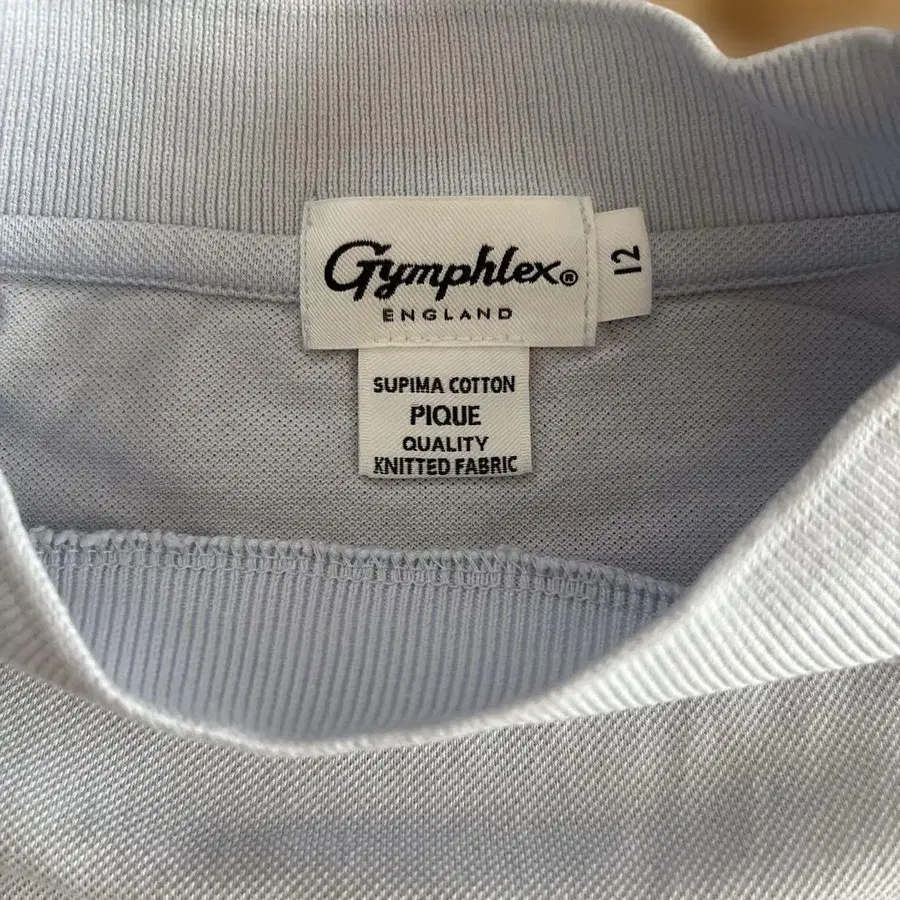 Gymphlex®
ENGLAND
12
SUPIMA COTTON
PIQUE
QUALITY
KNITTED FABRIC